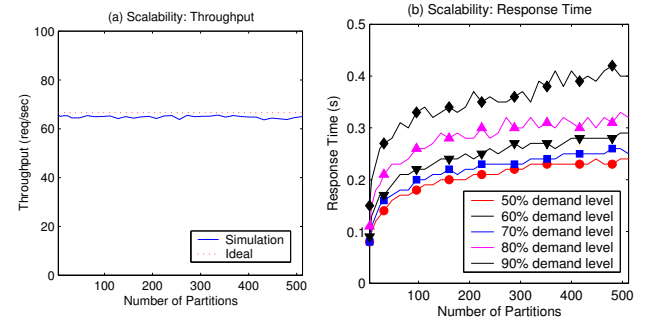 (a) Scalability: Throughput
100
80
60
40
20
0
Throughput (req/sec)
100 200 300 400 500
Number of Partitions
Simulation
Ideal
(b) Scalability: Response Time
0.5
0.4
0.3
0.2
0.1
0
Response Time (s)
100 200 300 400 500
Number of Partitions
50% demand level
60% demand level
70% demand level
80% demand level
90% demand level